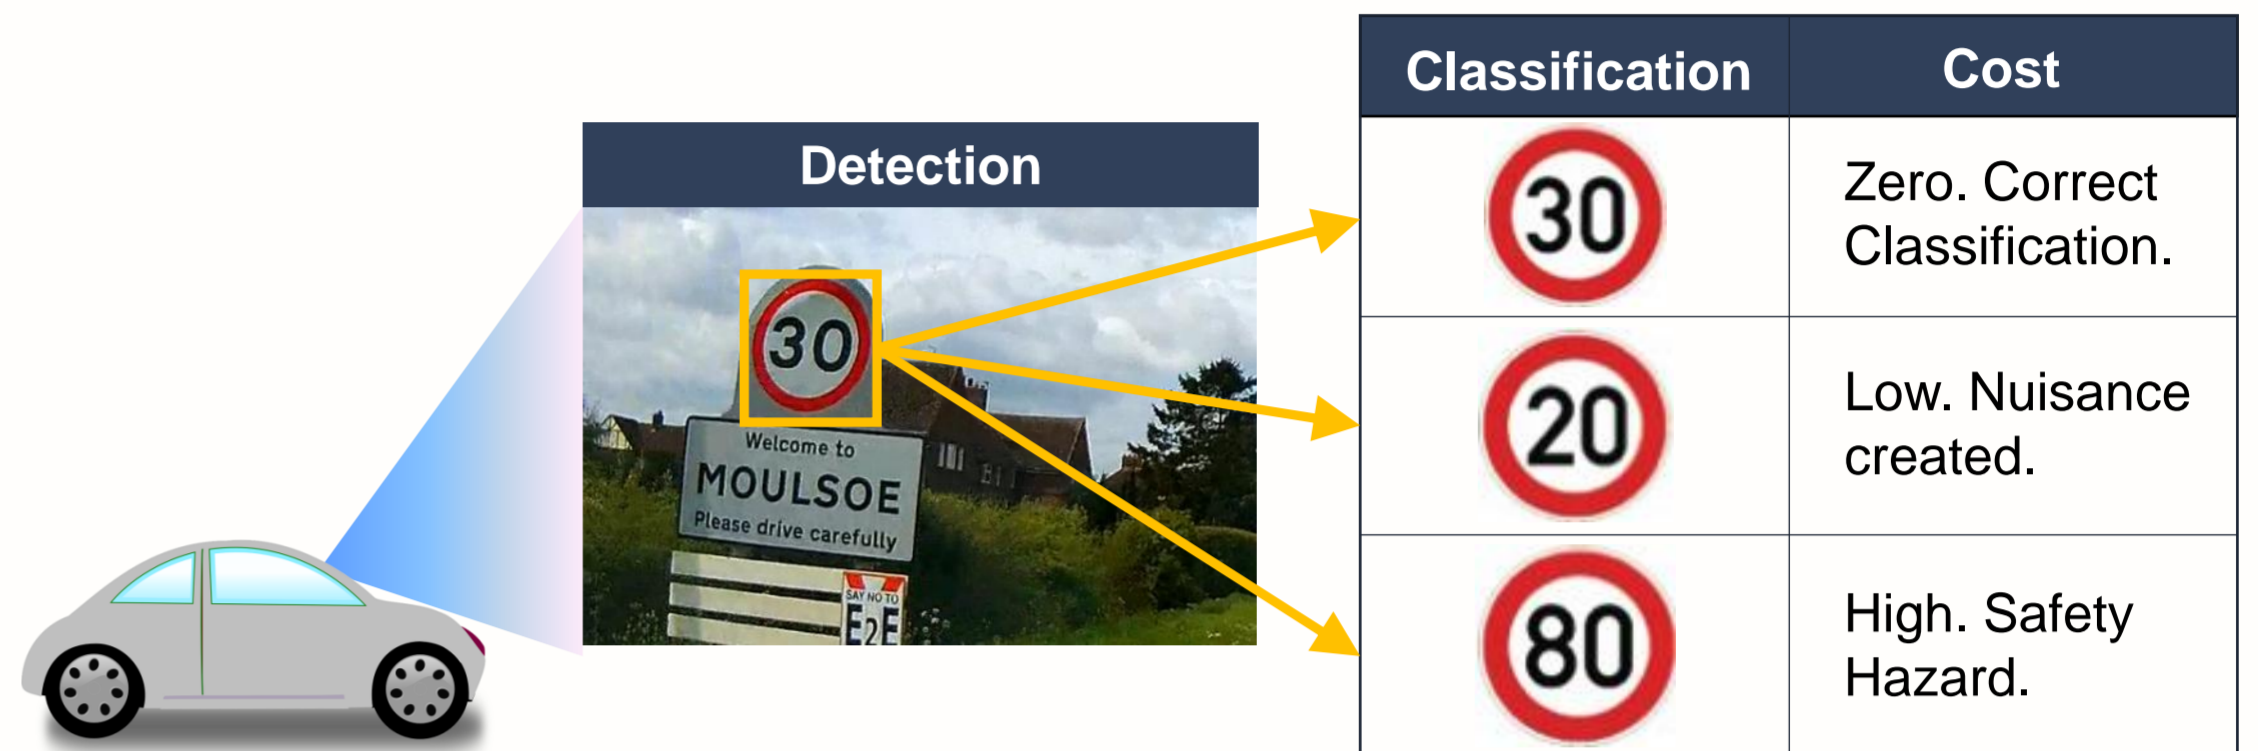 Detection
30
Welcome to
MOULSOE
Please drive carefully
SAY NO TO
E2E
Classification
Cost
30
Zero. Correct
Classification.
20
Low. Nuisance
created.
80
High. Safety
Hazard.